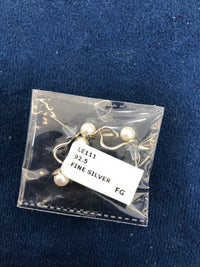 LE111
92.5
FINE SILVER
FG